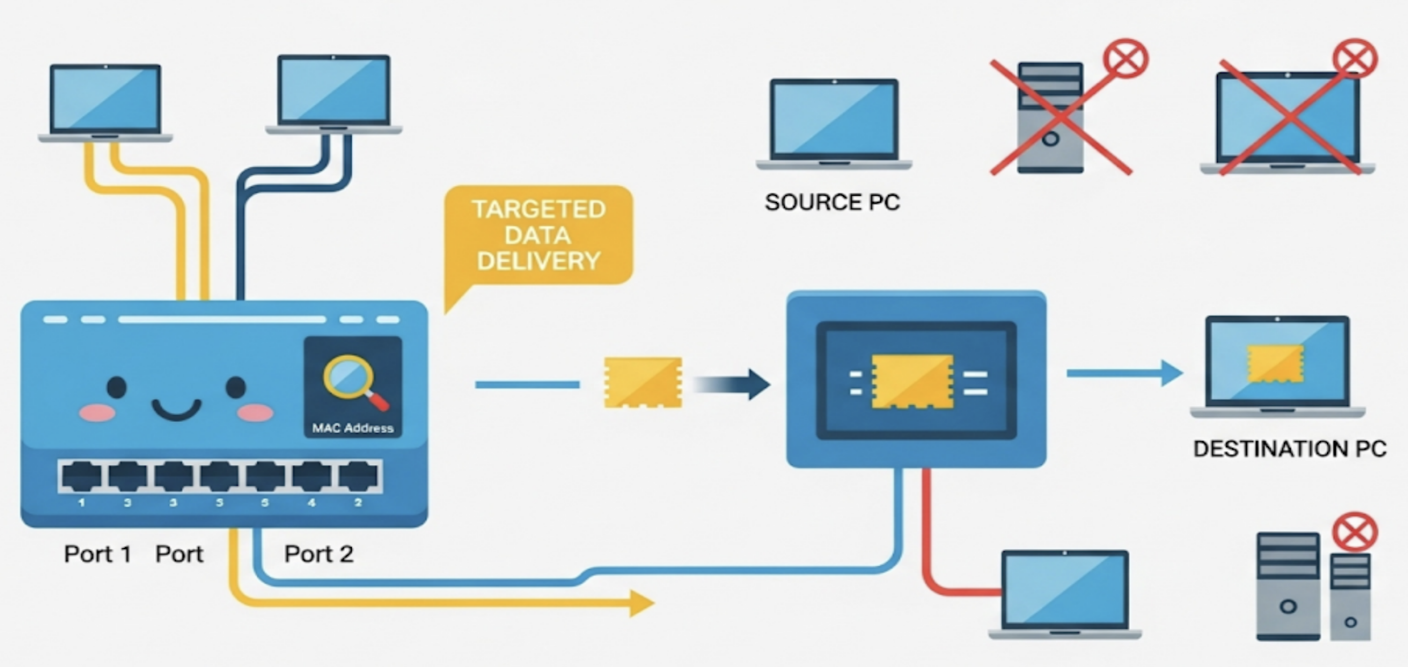 TARGETED
DATA
DELIVERY
SOURCE PC
MAC Address
DESTINATION PC
1 3 3 5 5 4 2
Port 1 Port Port 2